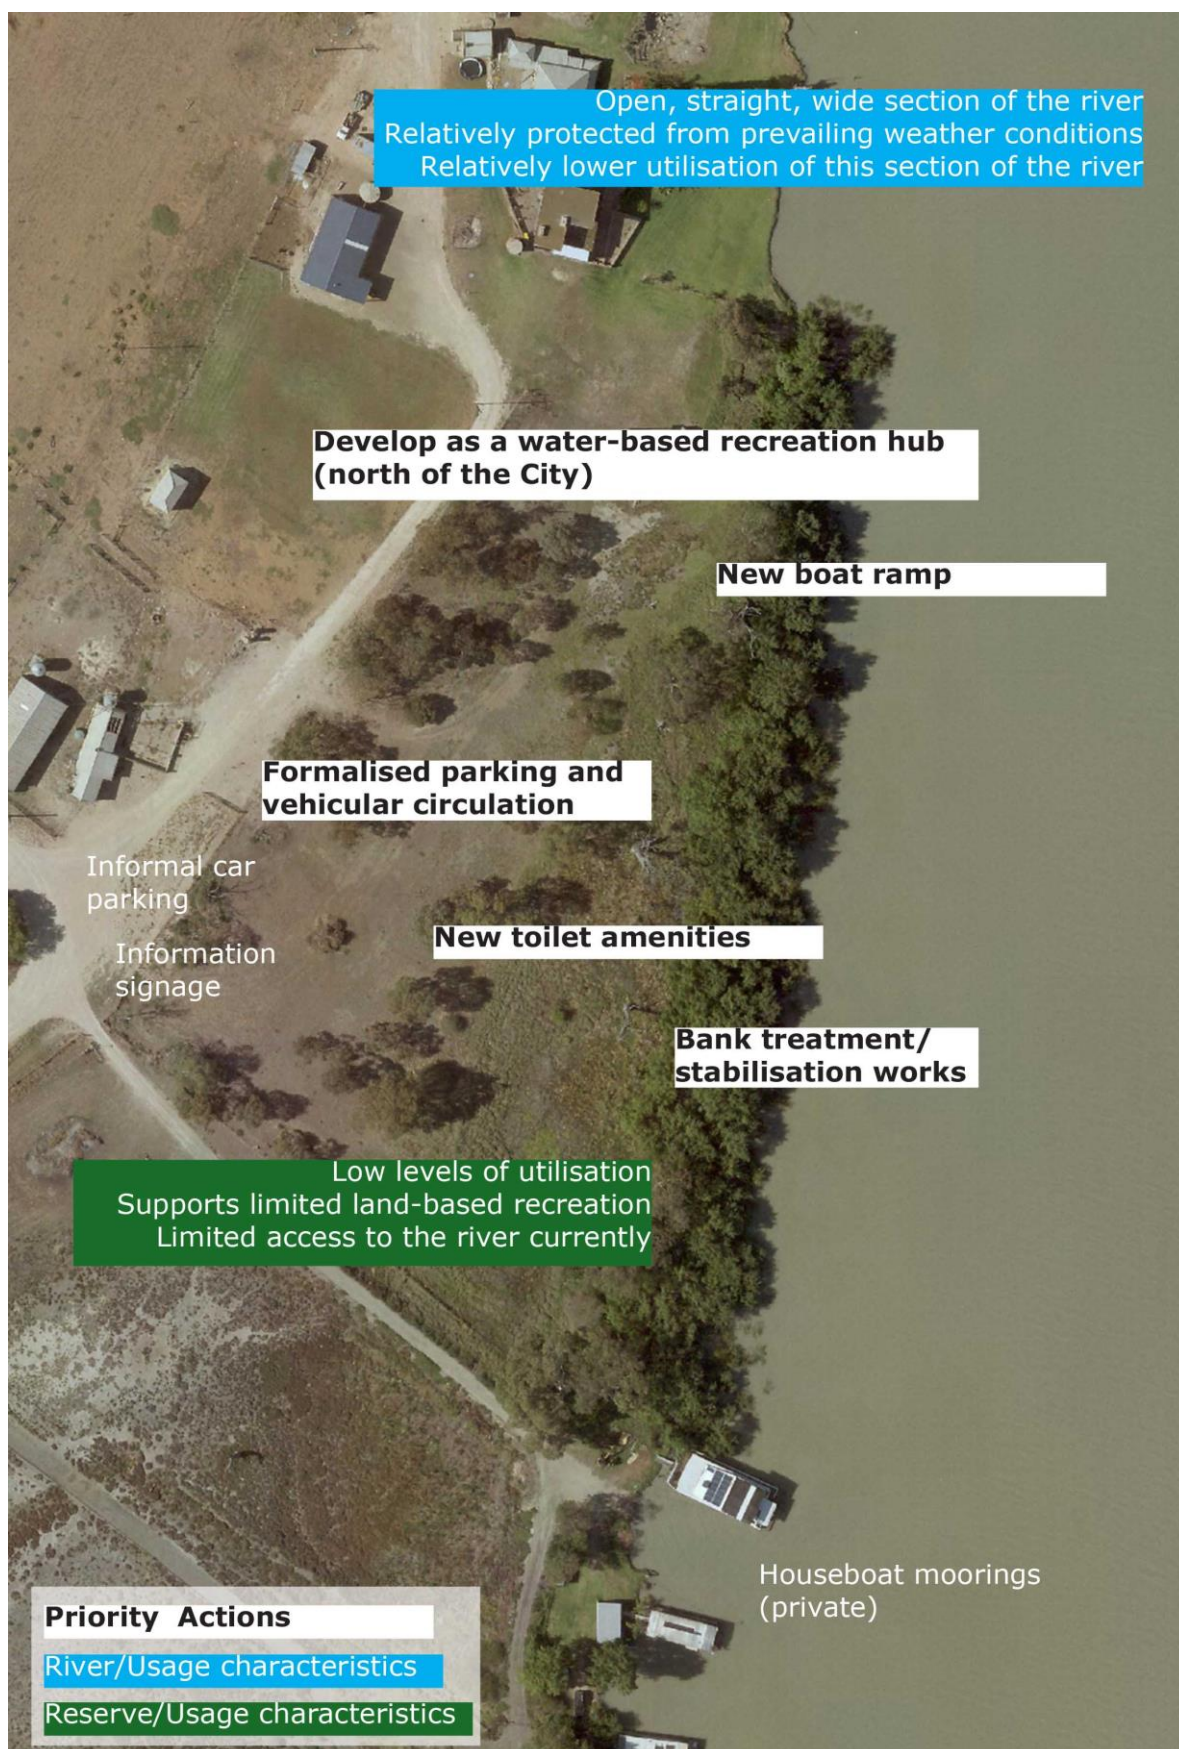 Open, straight, wide section of the river
Relatively protected from prevailing weather conditions
Relatively lower utilisation of this section of the river
Develop as a water-based recreation hub
(north of the City)
New boat ramp
Formalised parking and
vehicular circulation
Informal car
parking
New toilet amenities
Information
signage
Bank treatment/
stabilisation works
Low levels of utilisation
Supports limited land-based recreation
Limited access to the river currently
Houseboat moorings
(private)
Priority Actions
River/Usage characteristics
Reserve/Usage characteristics